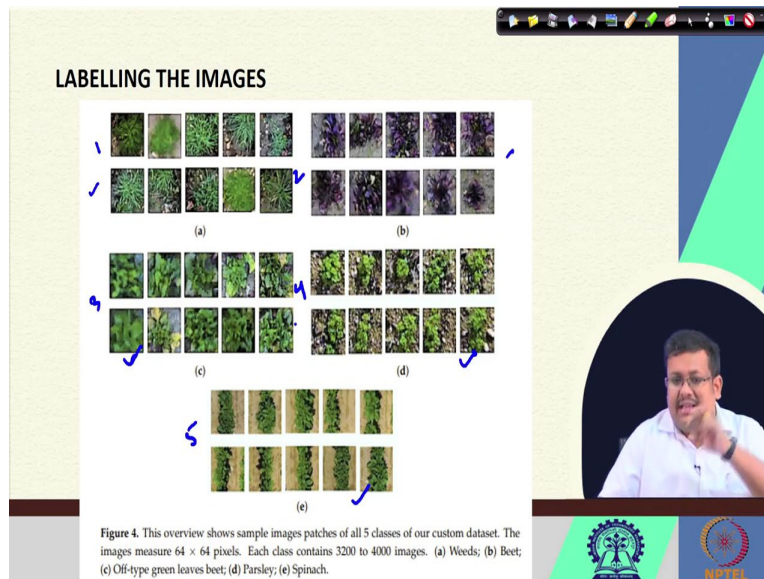 LABELLING THE IMAGES
1
2
(a)
(b)
3
4
(c)
(d)
5
(e)
Figure 4. This overview shows sample images patches of all 5 classes of our custom dataset. The
images measure 64 × 64 pixels. Each class contains 3200 to 4000 images. (a) Weeds; (b) Beet;
(c) Off-type green leaves beet; (d) Parsley; (e) Spinach.
NPTEL